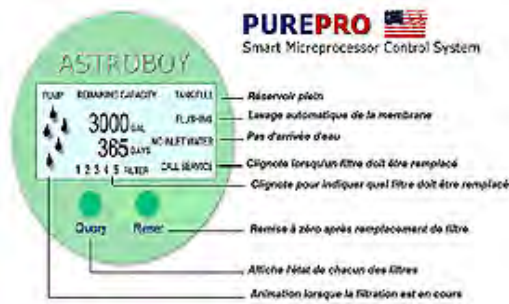 PUREPRO
Smart Microprocessor Control System
ASTROBOY
PUMP REMAINING CAPACITY TANK FULL
3000 GAL FLUSHING
365 DAYS NO INLET WATER
1 2 3 4 5 FILTER CALL SERVICE
Query Reset
Réservoir plein
Lavage automatique de la membrane
Pas d'arrivée d'eau
Clignote lorsqu'un filtre doit être remplacé
Clignote pour indiquer quel filtre doit être remplacé
Remise à zéro après remplacement de filtre
Affiche l'état de chacun des filtres
Animation lorsque la filtration est en cours